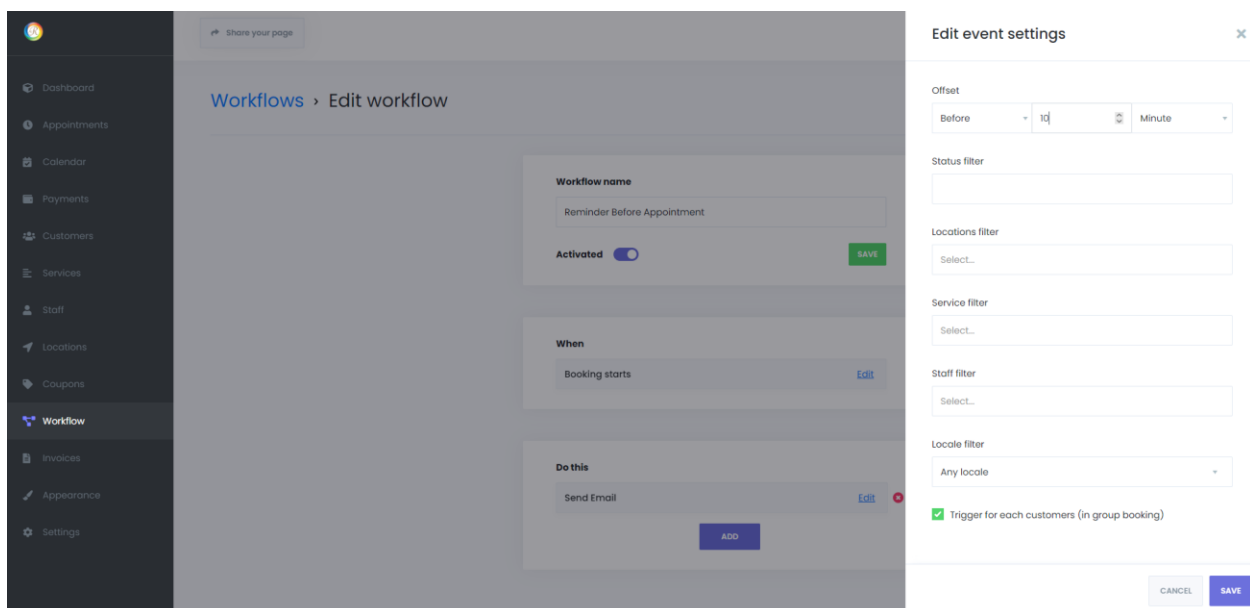 Share your page
Dashboard
Appointments
Calendar
Payments
Customers
Services
Staff
Locations
Coupons
Workflow
Invoices
Appearance
Settings
Workflows › Edit workflow
Workflow name
Reminder Before Appointment
Activated
SAVE
When
Booking starts Edit
Do this
Send Email Edit
ADD
Edit event settings
Offset
Before 10 Minute
Status filter
Locations filter
Select...
Service filter
Select...
Staff filter
Select...
Locale filter
Any locale
Trigger for each customers (in group booking)
CANCEL SAVE